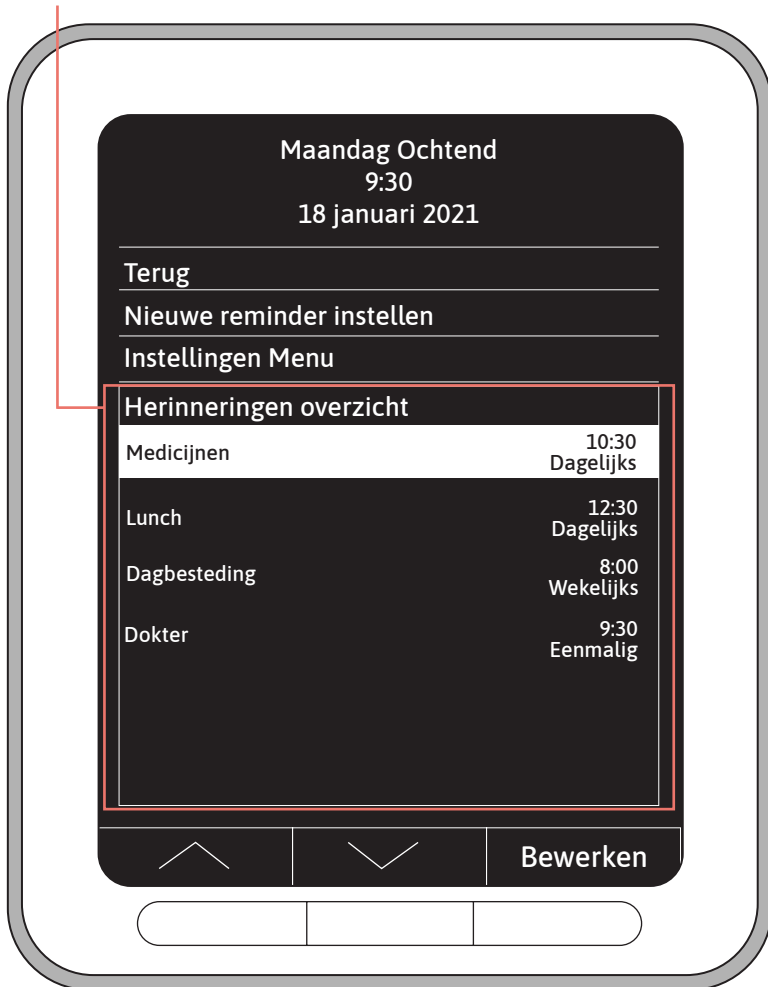 Maandag Ochtend
9:30
18 januari 2021
Terug
Nieuwe reminder instellen
Instellingen Menu
Herinneringen overzicht
Medicijnen
10:30
Dagelijks
Lunch
12:30
Dagelijks
Dagbesteding
8:00
Wekelijks
Dokter
9:30
Eenmalig
Bewerken